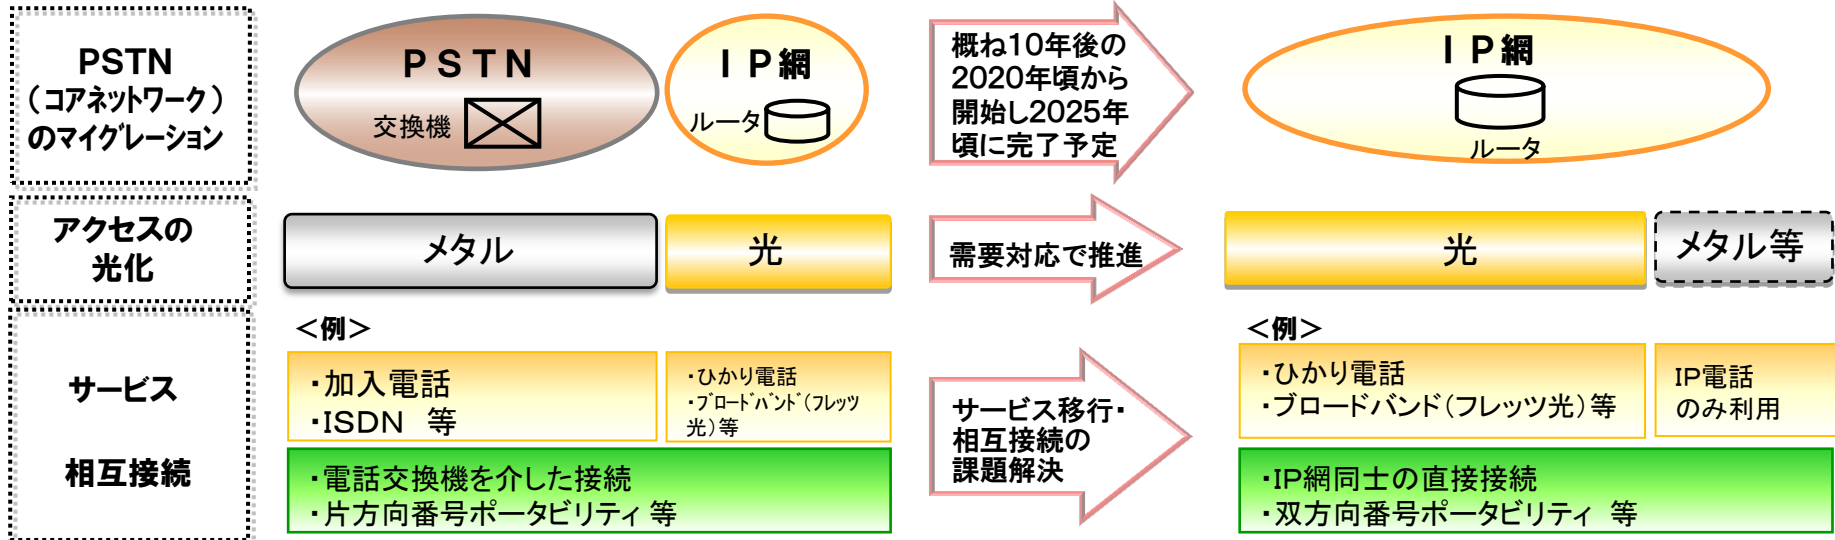 PSTN
(コアネットワーク)
のマイグレーション
PSTN
交換機
IP網
ルータ
概ね10年後の
2020年頃から
開始し2025年
頃に完了予定
IP網
ルータ
アクセスの
光化
メタル
光
需要対応で推進
光
メタル等
サービス
相互接続
<例>
・加入電話
・ISDN 等
・ひかり電話
・ブロードバンド(フレッツ
光)等
・電話交換機を介した接続
・片方向番号ポータビリティ 等
サービス移行・
相互接続の
課題解決
<例>
・ひかり電話
・ブロードバンド(フレッツ光)等
IP電話
のみ利用
・IP網同士の直接接続
・双方向番号ポータビリティ 等